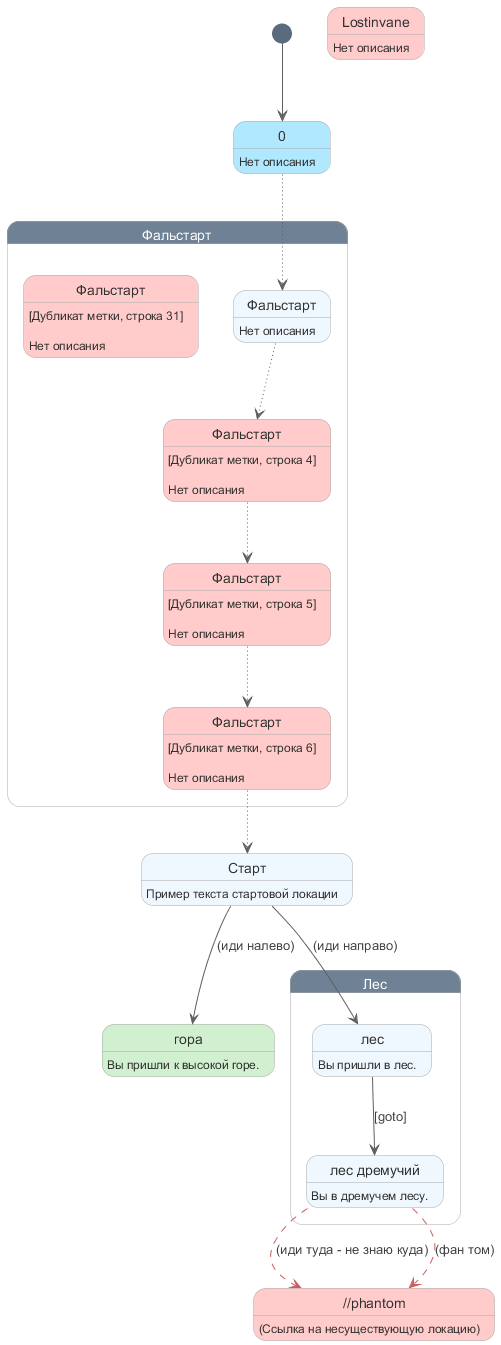 Lostinvane
Нет описания
0
Нет описания
Фальстарт
Фальстарт
[Дубликат метки, строка 31]
Нет описания
Фальстарт
Нет описания
Фальстарт
[Дубликат метки, строка 4]
Нет описания
Фальстарт
[Дубликат метки, строка 5]
Нет описания
Фальстарт
[Дубликат метки, строка 6]
Нет описания
Старт
Пример текста стартовой локации
(иди налево)
(иди направо)
Лес
гора
Вы пришли к высокой горе.
лес
Вы пришли в лес.
[goto]
лес дремучий
Вы в дремучем лесу.
(иди туда - не знаю куда)
(фан том)
//phantom
(Ссылка на несуществующую локацию)